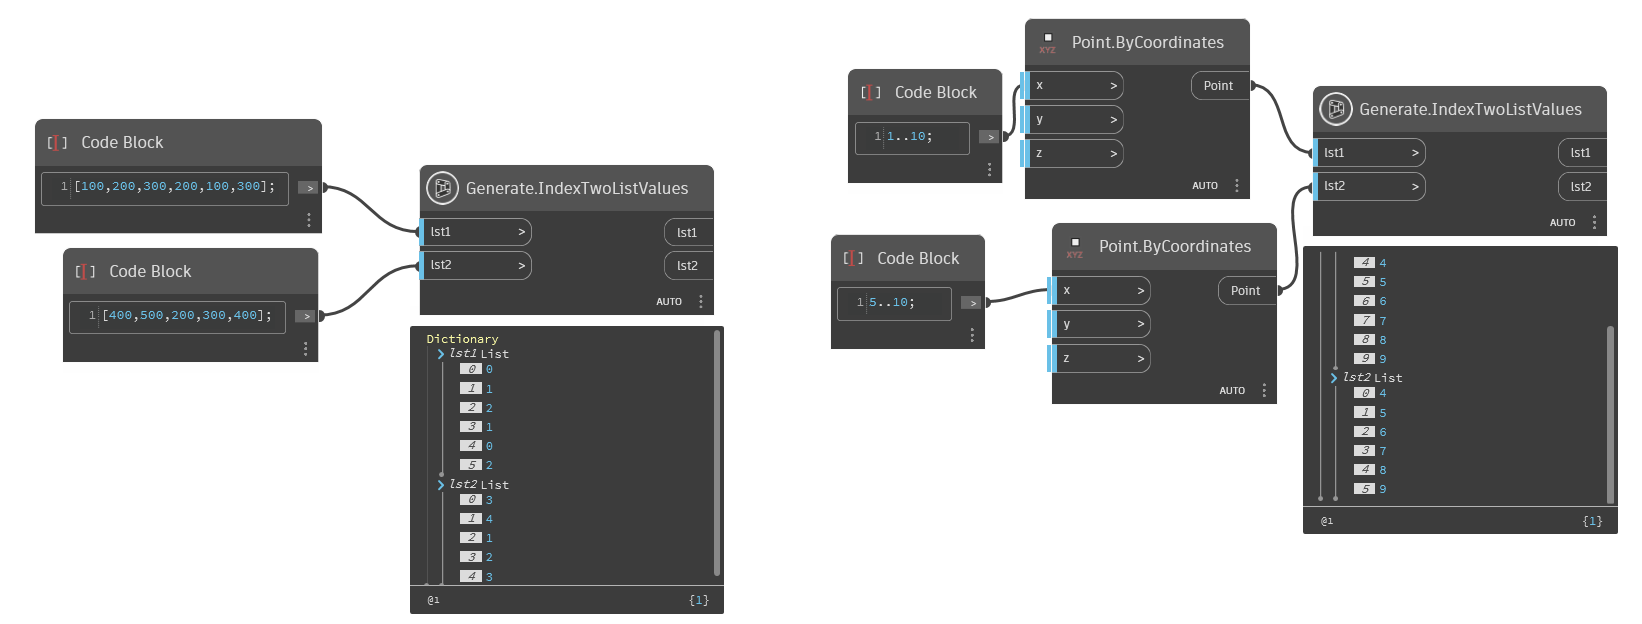 Code Block
1 [100,200,300,200,100,300];
>
Code Block
1 [400,500,200,300,400];
>
Generate.IndexTwoListValues
lst1 > lst1
lst2 > lst2
AUTO
Dictionary
lst1 List
0 0
1 1
2 2
3 1
4 0
5 2
lst2 List
0 3
1 4
2 1
3 2
4 3
@1 {1}
Code Block
1 1..10;
>
XYZ Point.ByCoordinates
x > Point
y >
z >
AUTO
Code Block
1 5..10;
>
XYZ Point.ByCoordinates
x > Point
y >
z >
AUTO
Generate.IndexTwoListValues
lst1 > lst1
lst2 > lst2
AUTO
4 4
5 5
6 6
7 7
8 8
9 9
lst2 List
0 4
1 5
2 6
3 7
4 8
5 9
@1 {1}